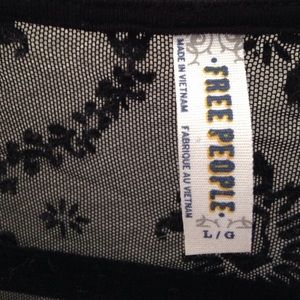 ·FREE PEOPLE·
MADE IN VIETNAM
FABRIQUE AU VIETNAM
L/G